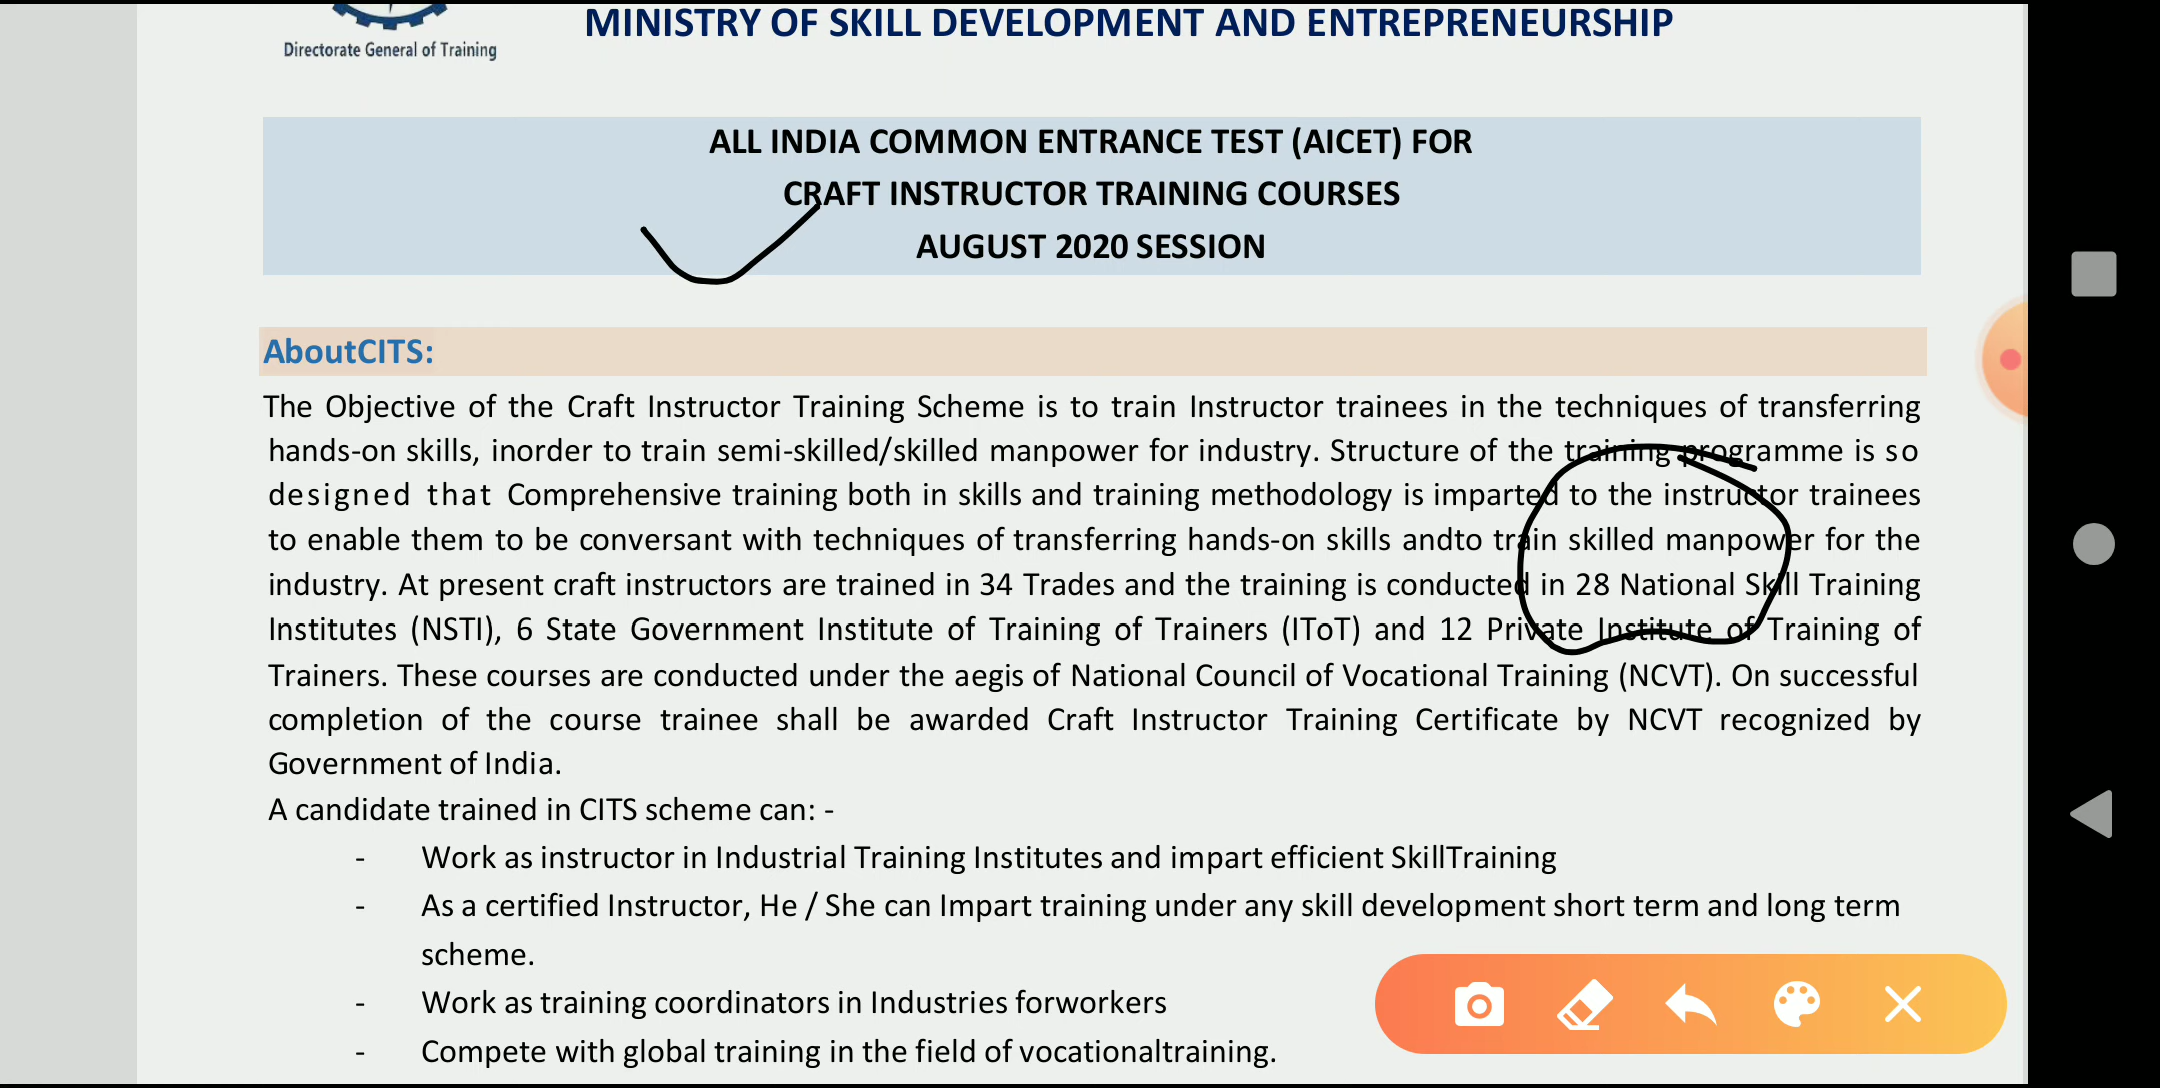 MINISTRY OF SKILL DEVELOPMENT AND ENTREPRENEURSHIP
Directorate General of Training
ALL INDIA COMMON ENTRANCE TEST (AICET) FOR
CRAFT INSTRUCTOR TRAINING COURSES
AUGUST 2020 SESSION
AboutCITS:
The Objective of the Craft Instructor Training Scheme is to train Instructor trainees in the techniques of transferring
hands-on skills, inorder to train semi-skilled/skilled manpower for industry. Structure of the training programme is so
designed that Comprehensive training both in skills and training methodology is imparted to the instructor trainees
to enable them to be conversant with techniques of transferring hands-on skills andto train skilled manpower for the
industry. At present craft instructors are trained in 34 Trades and the training is conducted in 28 National Skill Training
Institutes (NSTI), 6 State Government Institute of Training of Trainers (IToT) and 12 Private Institute of Training of
Trainers. These courses are conducted under the aegis of National Council of Vocational Training (NCVT). On successful
completion of the course trainee shall be awarded Craft Instructor Training Certificate by NCVT recognized by
Government of India.
A candidate trained in CITS scheme can: -
- Work as instructor in Industrial Training Institutes and impart efficient SkillTraining
- As a certified Instructor, He / She can Impart training under any skill development short term and long term
scheme.
- Work as training coordinators in Industries forworkers
- Compete with global training in the field of vocationaltraining.